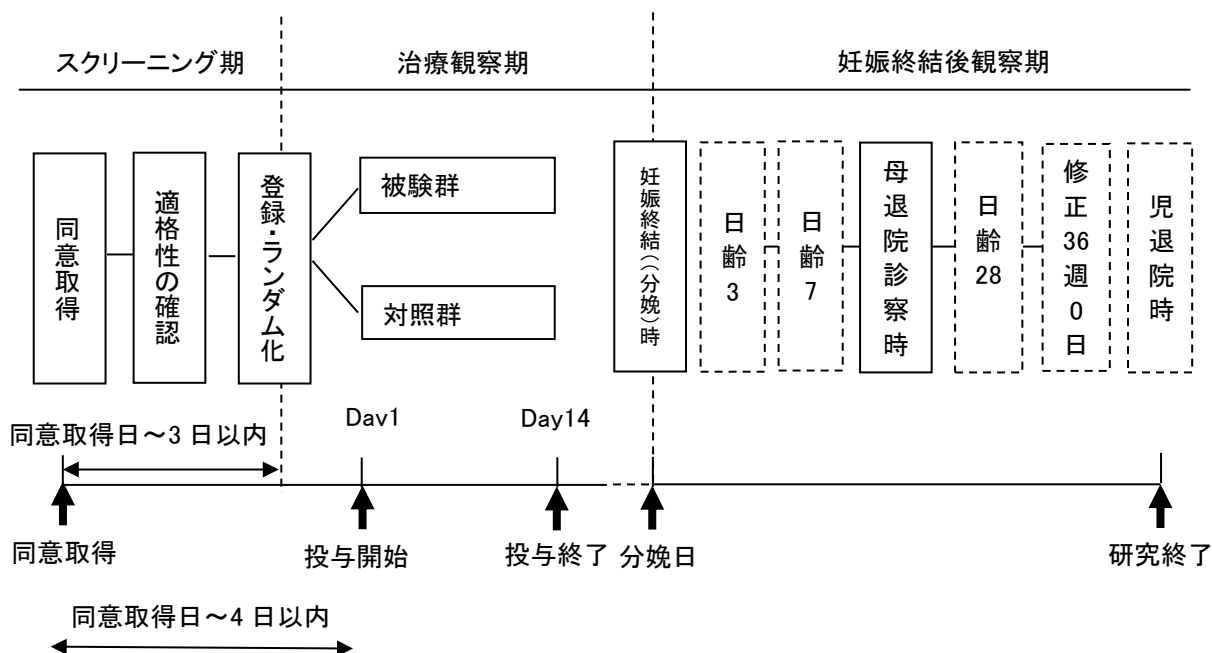 スクリーニング期
治療観察期
妊娠終結後観察期
同意取得
適格性の確認
登録・ランダム化
被験群
対照群
妊娠終結((分娩)時
日齢3
日齢7
母退院診察時
日齢28
修正36週0日
児退院時
同意取得日～3 日以内
Dav1
Day14
同意取得
投与開始
投与終了
分娩日
研究終了
同意取得日～4 日以内